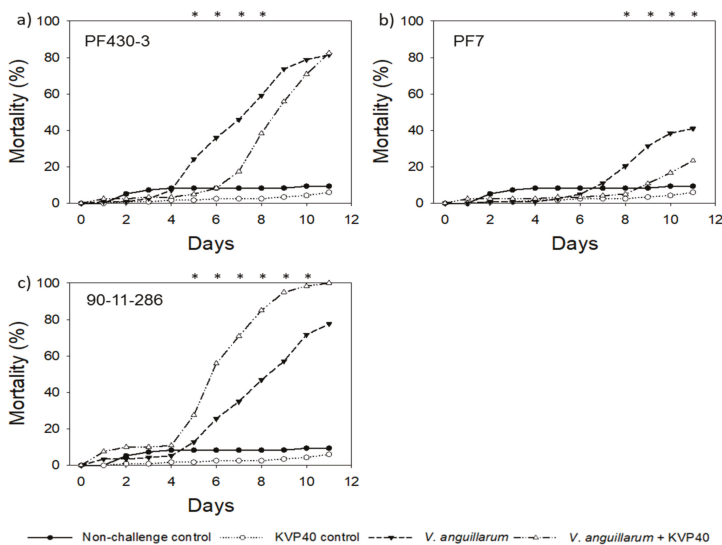 a)
* * * *
PF430-3
Mortality (%)
100
80
60
40
20
0
0 2 4 6 8 10 12
Days
b)
* * * *
PF7
Mortality (%)
100
80
60
40
20
0
0 2 4 6 8 10 12
Days
c)
* * * * * *
90-11-286
Mortality (%)
100
80
60
40
20
0
0 2 4 6 8 10 12
Days
Non-challenge control KVP40 control V. anguillarum V. anguillarum + KVP40